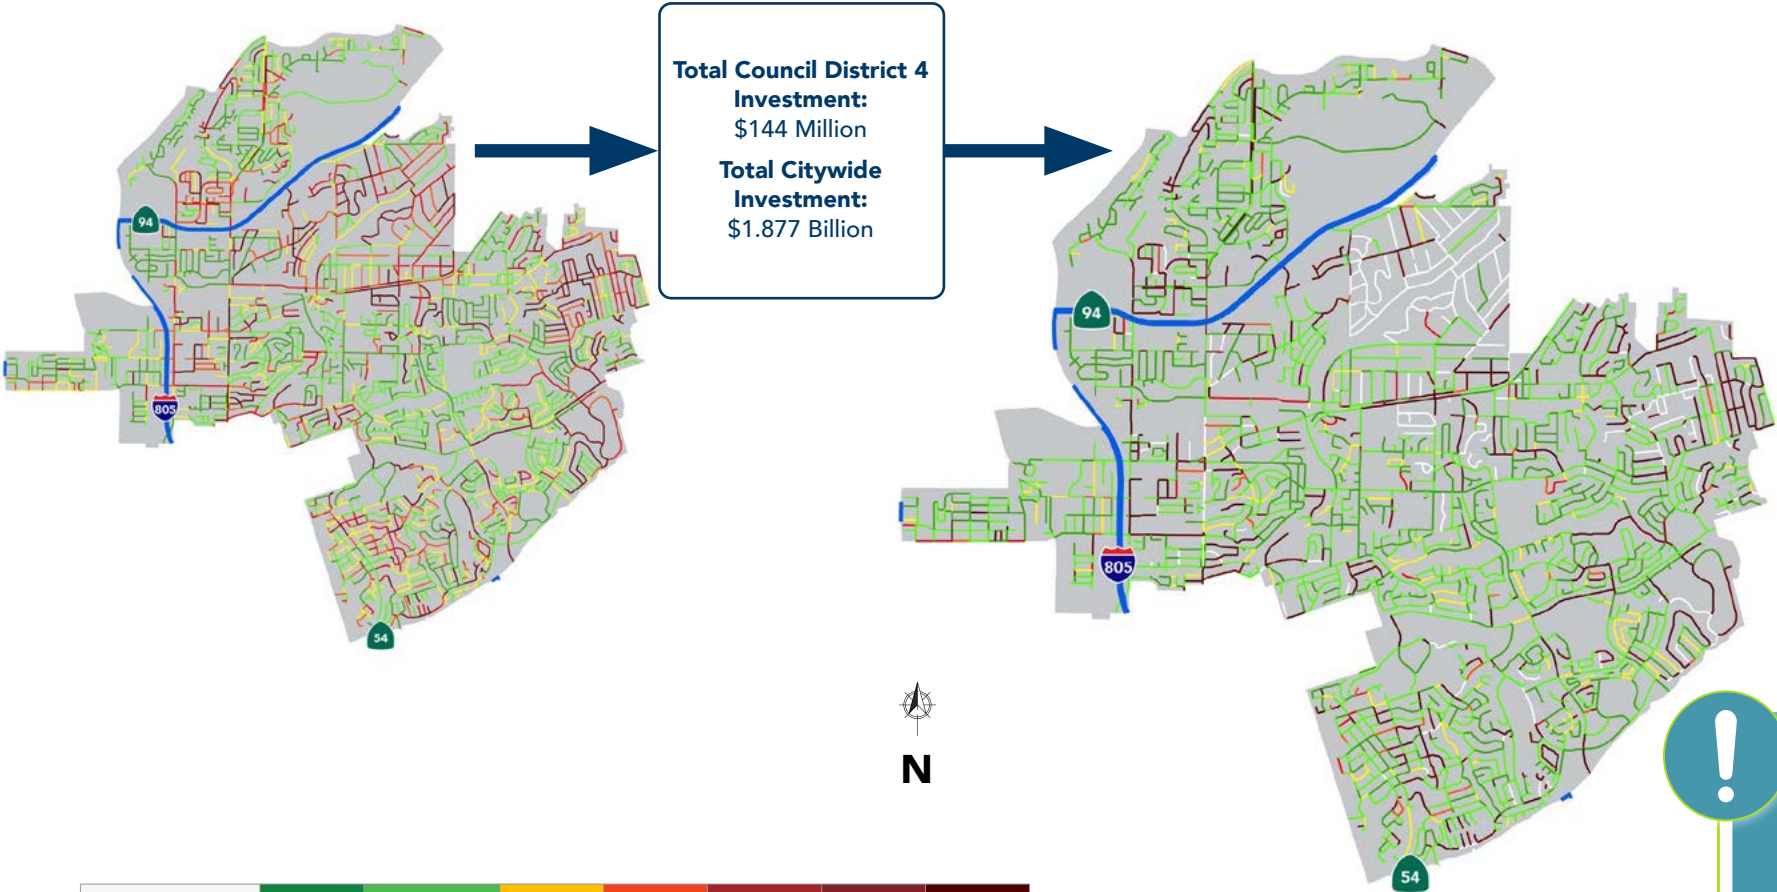 Total Council District 4
Investment:
$144 Million
Total Citywide
Investment:
$1.877 Billion
94
805
54
94
805
54
N
!